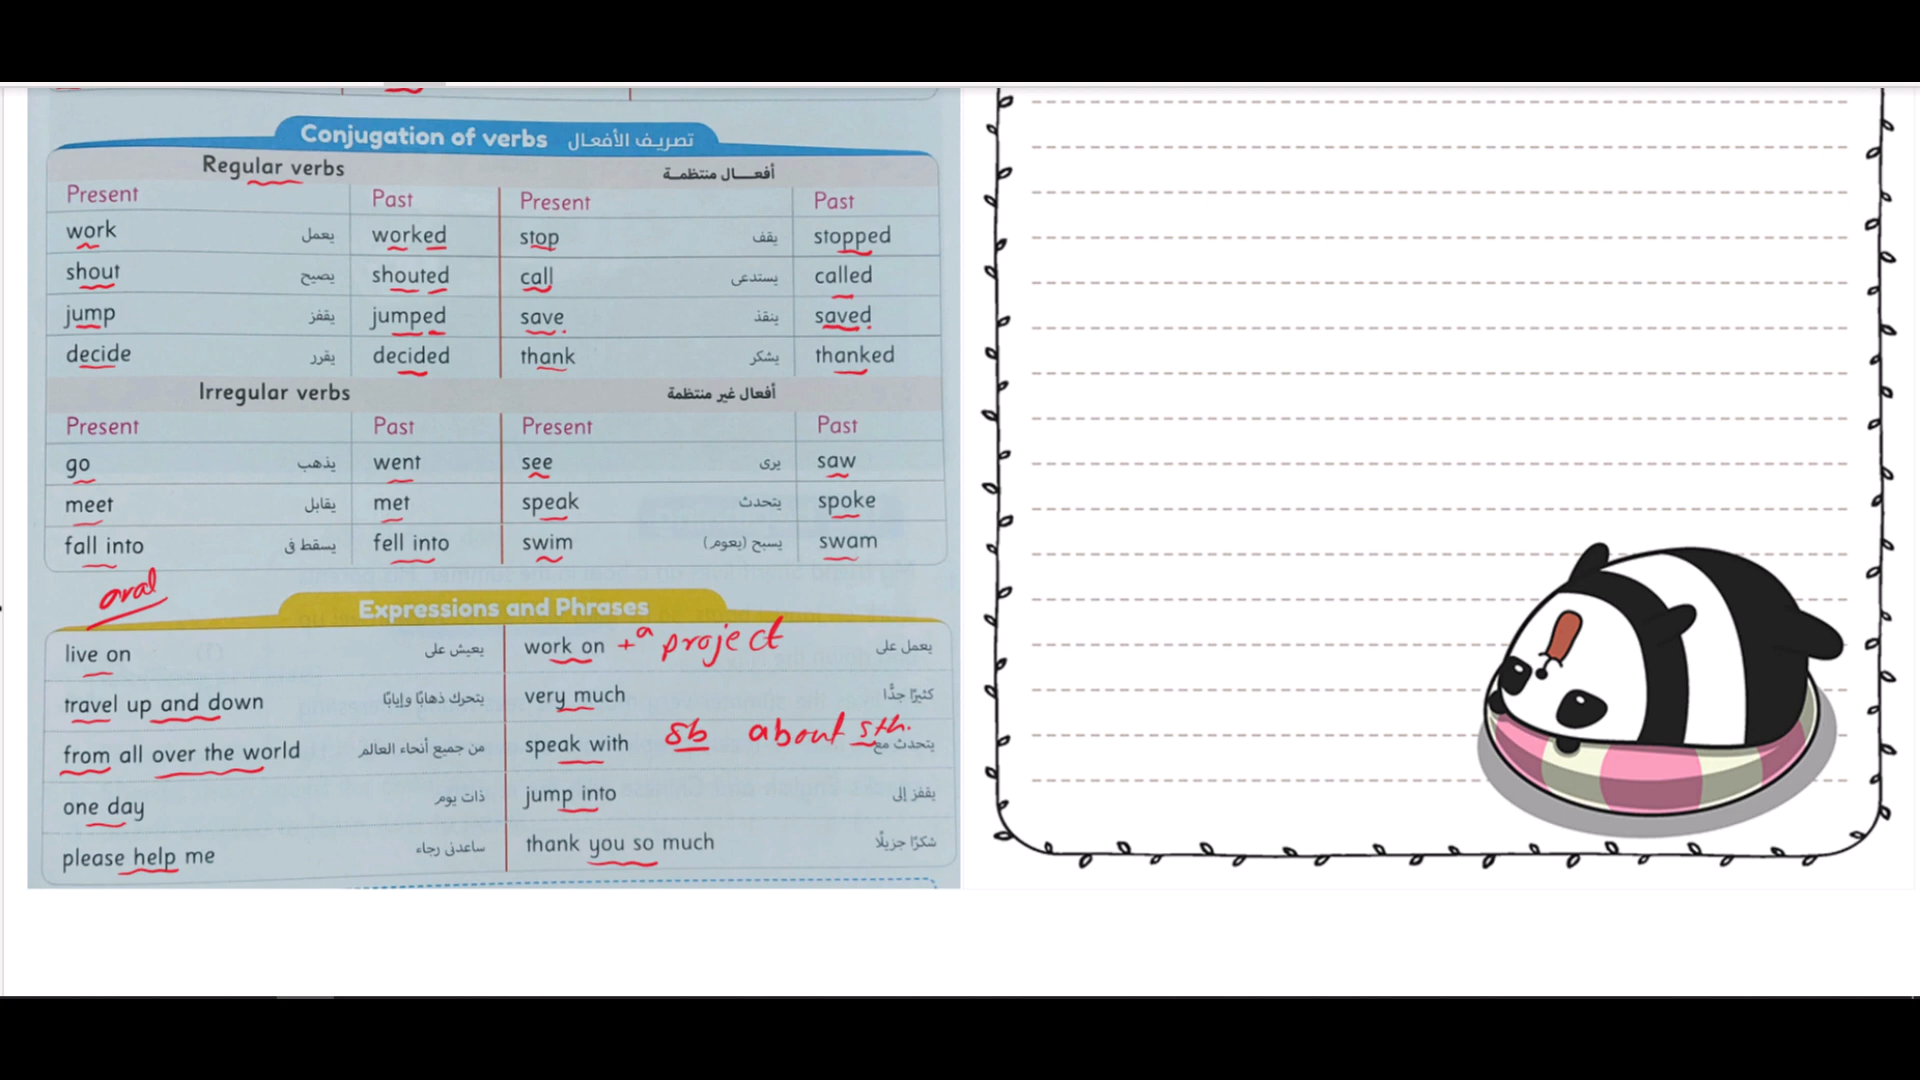 Conjugation of verbs تصريف الأفعال
Regular verbs أفعال منتظمة
Present Past Present Past
work يعمل worked stop يقف stopped
shout يصيح shouted call يستدعى called
jump يقفز jumped save ينقذ saved
decide يقرر decided thank يشكر thanked
Irregular verbs أفعال غير منتظمة
Present Past Present Past
go يذهب went see يرى saw
meet يقابل met speak يتحدث spoke
fall into يسقط فى fell into swim يسبح (يعوم) swam
oral
Expressions and Phrases
live on يعيش على work on + a project يعمل على
travel up and down يتحرك ذهابًا وإيابًا very much كثيرًا جدًّا
from all over the world من جميع أنحاء العالم speak with sb about sth. يتحدث مع
one day ذات يوم jump into يقفز إلى
please help me ساعدنى رجاء thank you so much شكرًا جزيلًا